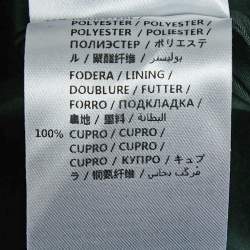 POLYESTER / POLYESTER
POLYESTER / POLIESTER /
ПОЛИЭСТЕР / ポリエステ
ル / 聚酯纤维 / بوليستر
FODERA / LINING /
DOUBLURE / FUTTER /
FORRO / ПОДКЛАДКА /
裏地 / 里料 / البطانة
100% CUPRO / CUPRO /
CUPRO / CUPRO /
CUPRO / КУПРО / キュプ
ラ / 铜氨纤维 / حرير نحاسي